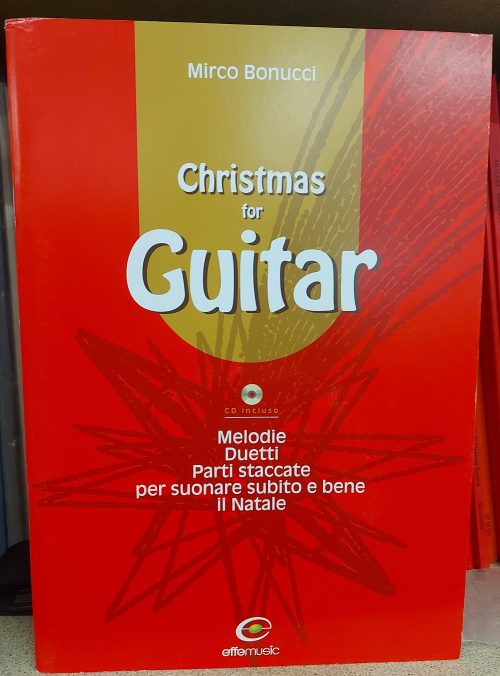 Mirco Bonucci
Christmas
for
Guitar
CD incluso
Melodie
Duetti
Parti staccate
per suonare subito e bene
il Natale
effemusic